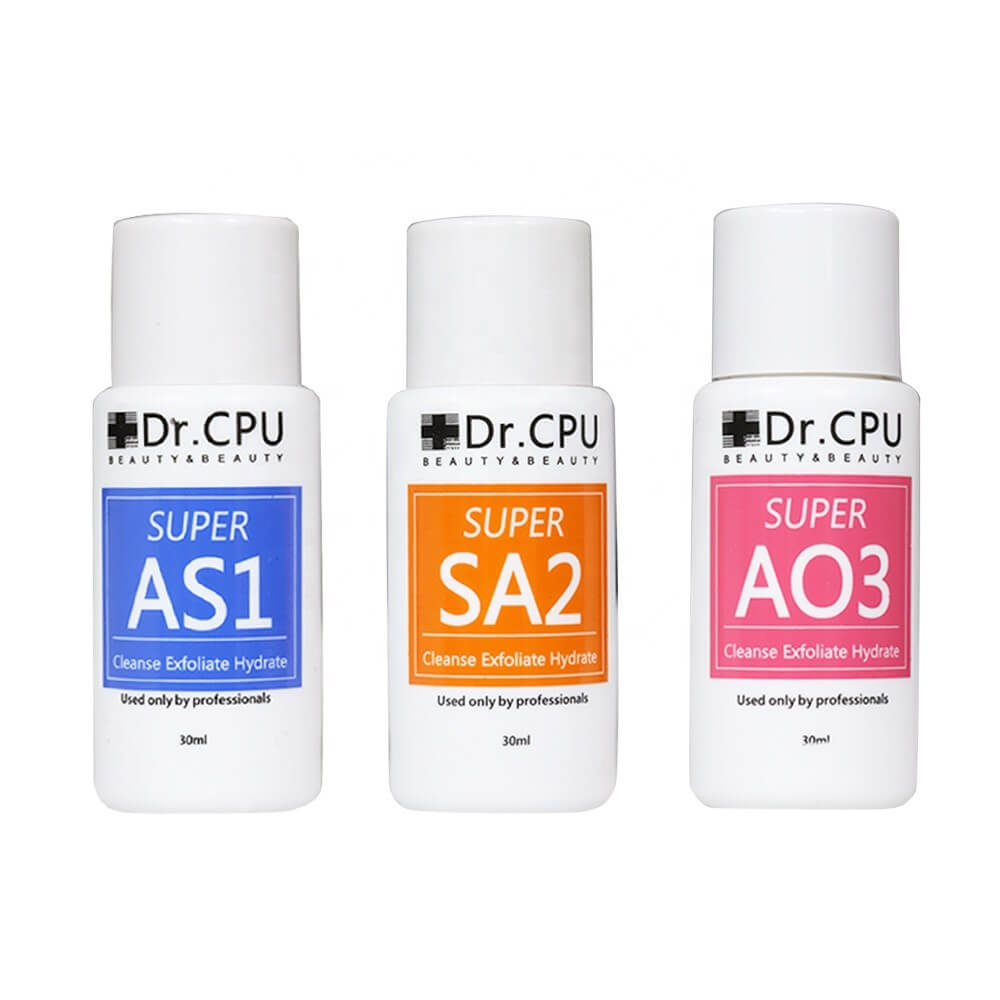 Dr.CPU
BEAUTY&BEAUTY
SUPER
AS1
Cleanse Exfoliate Hydrate
Used only by professionals
30ml
Dr.CPU
BEAUTY&BEAUTY
SUPER
SA2
Cleanse Exfoliate Hydrate
Used only by professionals
30ml
Dr.CPU
BEAUTY&BEAUTY
SUPER
AO3
Cleanse Exfoliate Hydrate
Used only by professionals
30ml